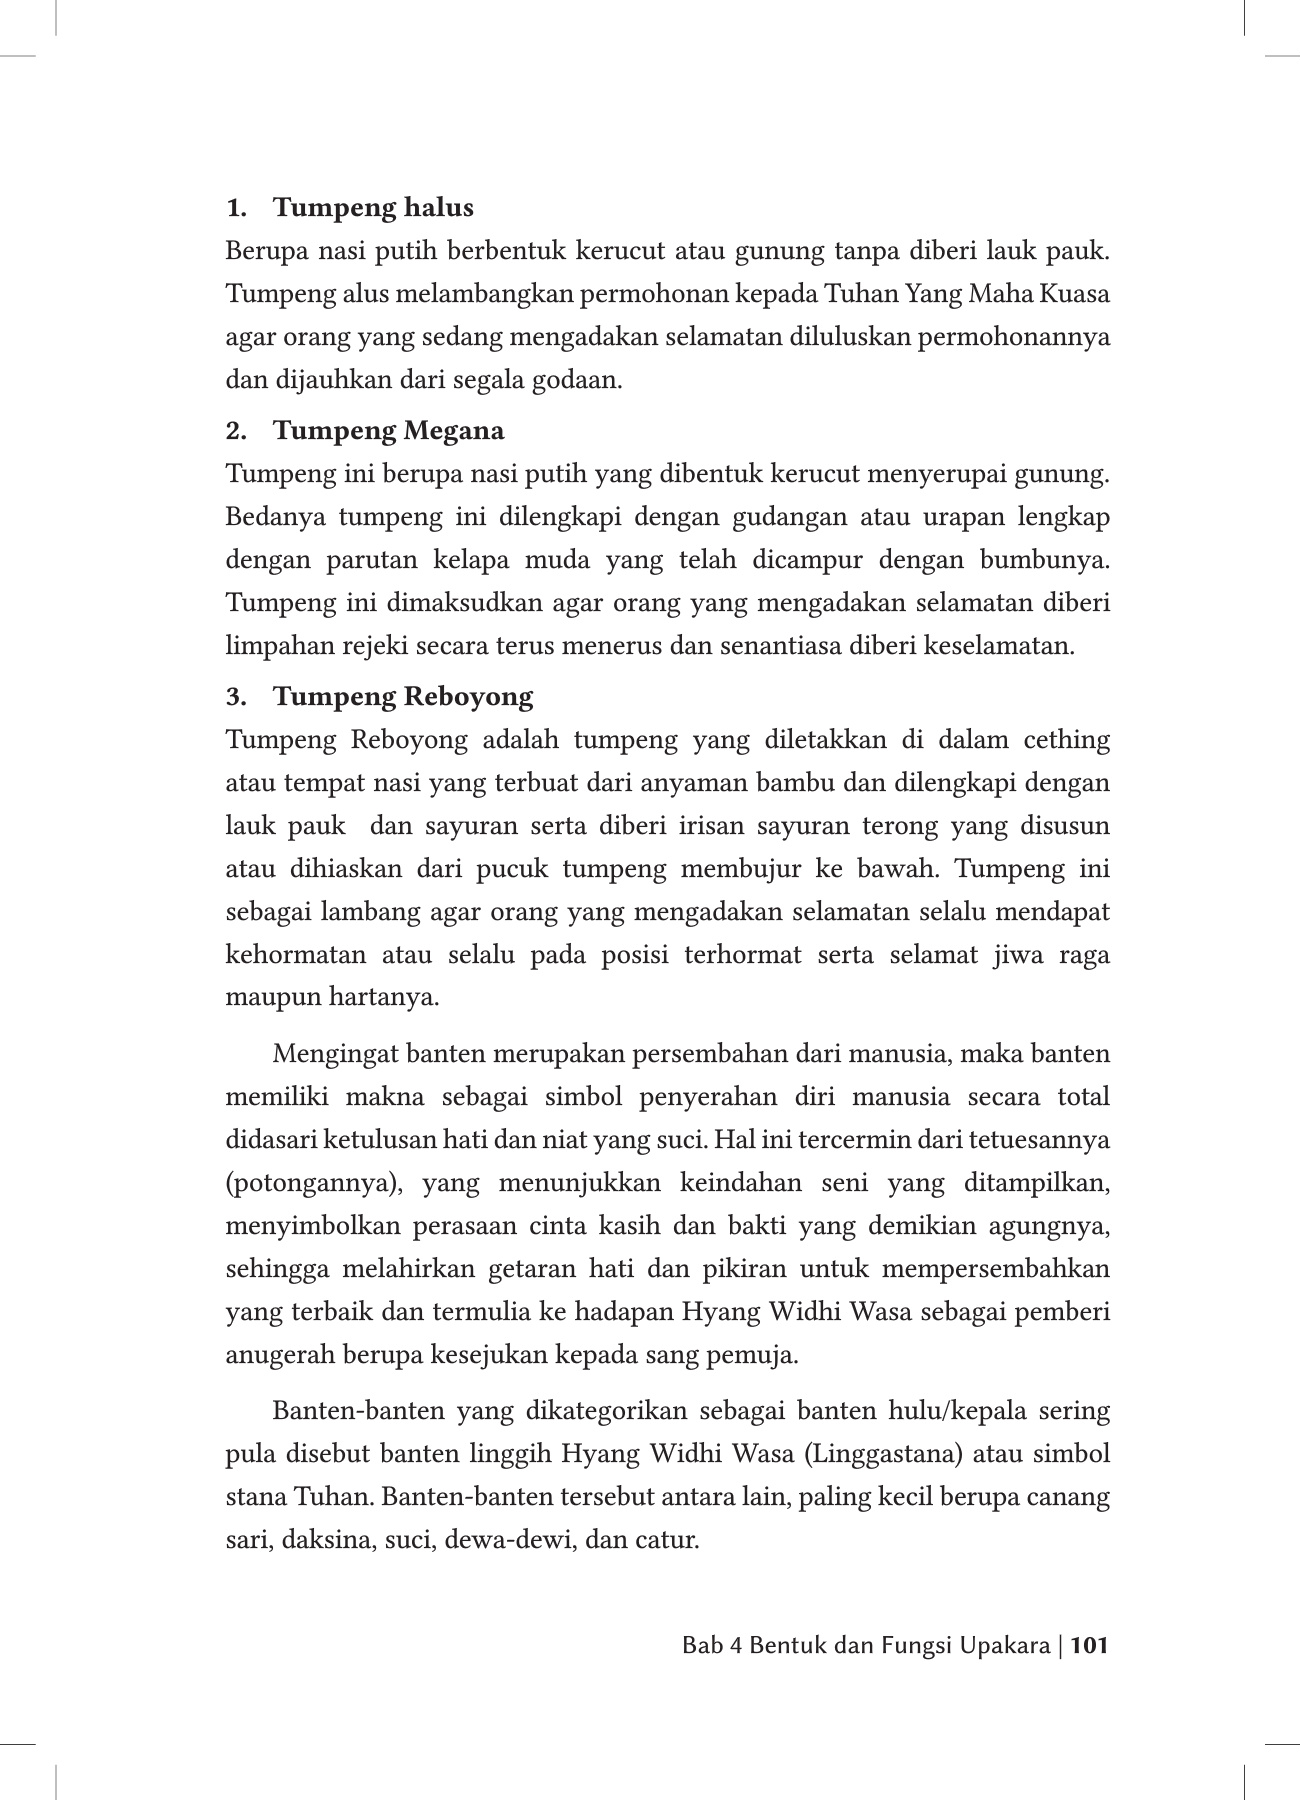 1. Tumpeng halus
Berupa nasi putih berbentuk kerucut atau gunung tanpa diberi lauk pauk.
Tumpeng alus melambangkan permohonan kepada Tuhan Yang Maha Kuasa
agar orang yang sedang mengadakan selamatan diluluskan permohonannya
dan dijauhkan dari segala godaan.
2. Tumpeng Megana
Tumpeng ini berupa nasi putih yang dibentuk kerucut menyerupai gunung.
Bedanya tumpeng ini dilengkapi dengan gudangan atau urapan lengkap
dengan parutan kelapa muda yang telah dicampur dengan bumbunya.
Tumpeng ini dimaksudkan agar orang yang mengadakan selamatan diberi
limpahan rejeki secara terus menerus dan senantiasa diberi keselamatan.
3. Tumpeng Reboyong
Tumpeng Reboyong adalah tumpeng yang diletakkan di dalam cething
atau tempat nasi yang terbuat dari anyaman bambu dan dilengkapi dengan
lauk pauk dan sayuran serta diberi irisan sayuran terong yang disusun
atau dihiaskan dari pucuk tumpeng membujur ke bawah. Tumpeng ini
sebagai lambang agar orang yang mengadakan selamatan selalu mendapat
kehormatan atau selalu pada posisi terhormat serta selamat jiwa raga
maupun hartanya.
Mengingat banten merupakan persembahan dari manusia, maka banten
memiliki makna sebagai simbol penyerahan diri manusia secara total
didasari ketulusan hati dan niat yang suci. Hal ini tercermin dari tetuesannya
(potongannya), yang menunjukkan keindahan seni yang ditampilkan,
menyimbolkan perasaan cinta kasih dan bakti yang demikian agungnya,
sehingga melahirkan getaran hati dan pikiran untuk mempersembahkan
yang terbaik dan termulia ke hadapan Hyang Widhi Wasa sebagai pemberi
anugerah berupa kesejukan kepada sang pemuja.
Banten-banten yang dikategorikan sebagai banten hulu/kepala sering
pula disebut banten linggih Hyang Widhi Wasa (Linggastana) atau simbol
stana Tuhan. Banten-banten tersebut antara lain, paling kecil berupa canang
sari, daksina, suci, dewa-dewi, dan catur.
Bab 4 Bentuk dan Fungsi Upakara | 101